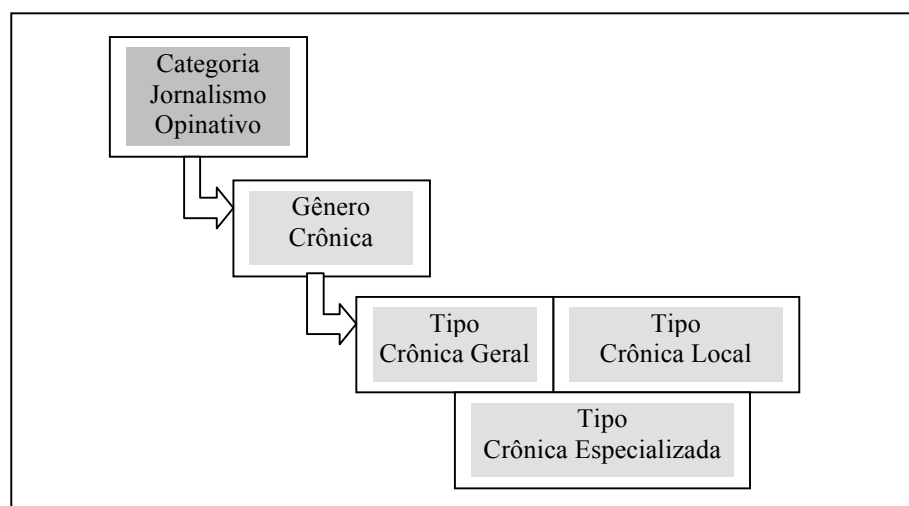 Categoria
Jornalismo
Opinativo
Gênero
Crônica
Tipo
Crônica Geral
Tipo
Crônica Local
Tipo
Crônica Especializada